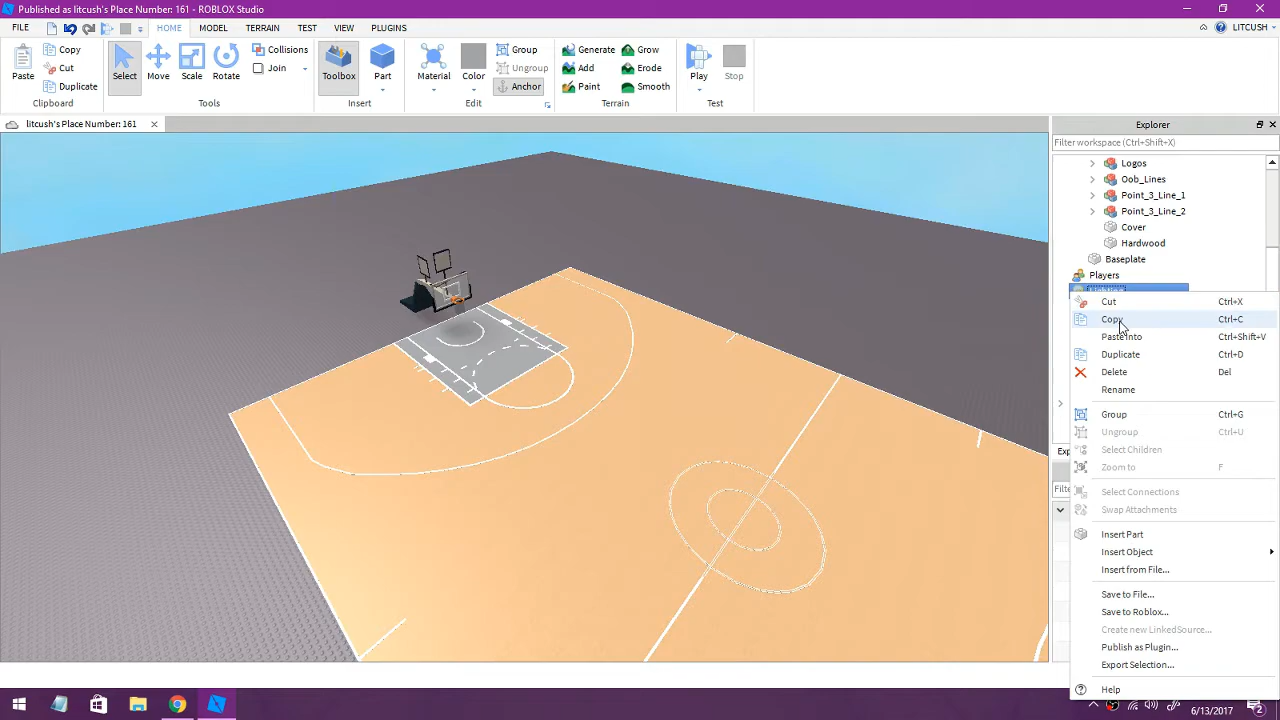 Published as litcush's Place Number: 161 - ROBLOX Studio
FILE HOME MODEL TERRAIN TEST VIEW PLUGINS LITCUSH
Paste Copy Cut Duplicate
Select Move Scale Rotate Collisions Join
Toolbox Part
Material Color Group Ungroup Anchor
Generate Grow
Add Erode
Paint Smooth
Play Stop
Clipboard Tools Insert Edit Terrain Test
litcush's Place Number: 161
Explorer
Filter workspace (Ctrl+Shift+X)
Logos
Oob_Lines
Point_3_Line_1
Point_3_Line_2
Cover
Hardwood
Baseplate
Players
Cut Ctrl+X
Copy Ctrl+C
Paste Into Ctrl+Shift+V
Duplicate Ctrl+D
Delete Del
Rename
Group Ctrl+G
Ungroup Ctrl+U
Select Children
Zoom to F
Select Connections
Swap Attachments
Insert Part
Insert Object
Insert from File...
Save to File...
Save to Roblox...
Create new LinkedSource...
Publish as Plugin...
Export Selection...
Help
6/13/2017
2